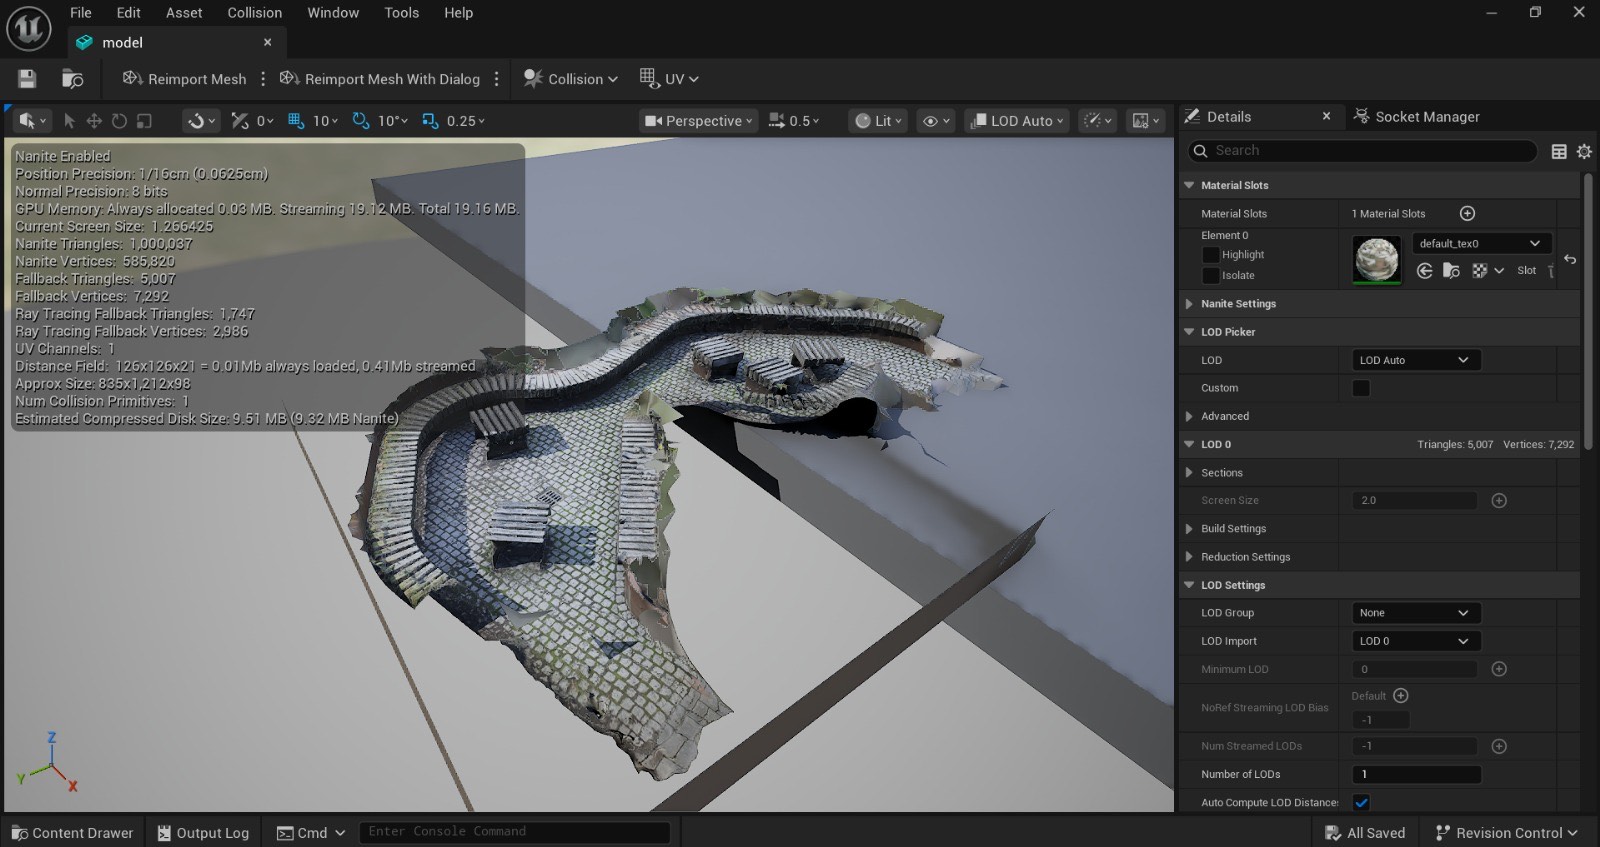 File Edit Asset Collision Window Tools Help
model
Reimport Mesh Reimport Mesh With Dialog Collision UV
0 10 10° 0.25 Perspective 0.5 Lit LOD Auto
Nanite Enabled
Position Precision: 1/16cm (0.0625cm)
Normal Precision: 8 bits
GPU Memory: Always allocated 0.03 MB. Streaming 19.12 MB. Total 19.16 MB.
Current Screen Size: 1.266425
Nanite Triangles: 1,000,037
Nanite Vertices: 585,820
Fallback Triangles: 5,007
Fallback Vertices: 7,292
Ray Tracing Fallback Triangles: 1,747
Ray Tracing Fallback Vertices: 2,986
UV Channels: 1
Distance Field: 126x126x21 = 0.01Mb always loaded, 0.41Mb streamed
Approx Size: 835x1,212x98
Num Collision Primitives: 1
Estimated Compressed Disk Size: 9.51 MB (9.32 MB Nanite)
Z
Y
X
Details Socket Manager
Search
Material Slots
Material Slots 1 Material Slots
Element 0
Highlight
Isolate
default_tex0
Slot
Nanite Settings
LOD Picker
LOD LOD Auto
Custom
Advanced
LOD 0 Triangles: 5,007 Vertices: 7,292
Sections
Screen Size 2.0
Build Settings
Reduction Settings
LOD Settings
LOD Group None
LOD Import LOD 0
Minimum LOD 0
NoRef Streaming LOD Bias Default
-1
Num Streamed LODs -1
Number of LODs 1
Auto Compute LOD Distances
Content Drawer Output Log Cmd Enter Console Command All Saved Revision Control